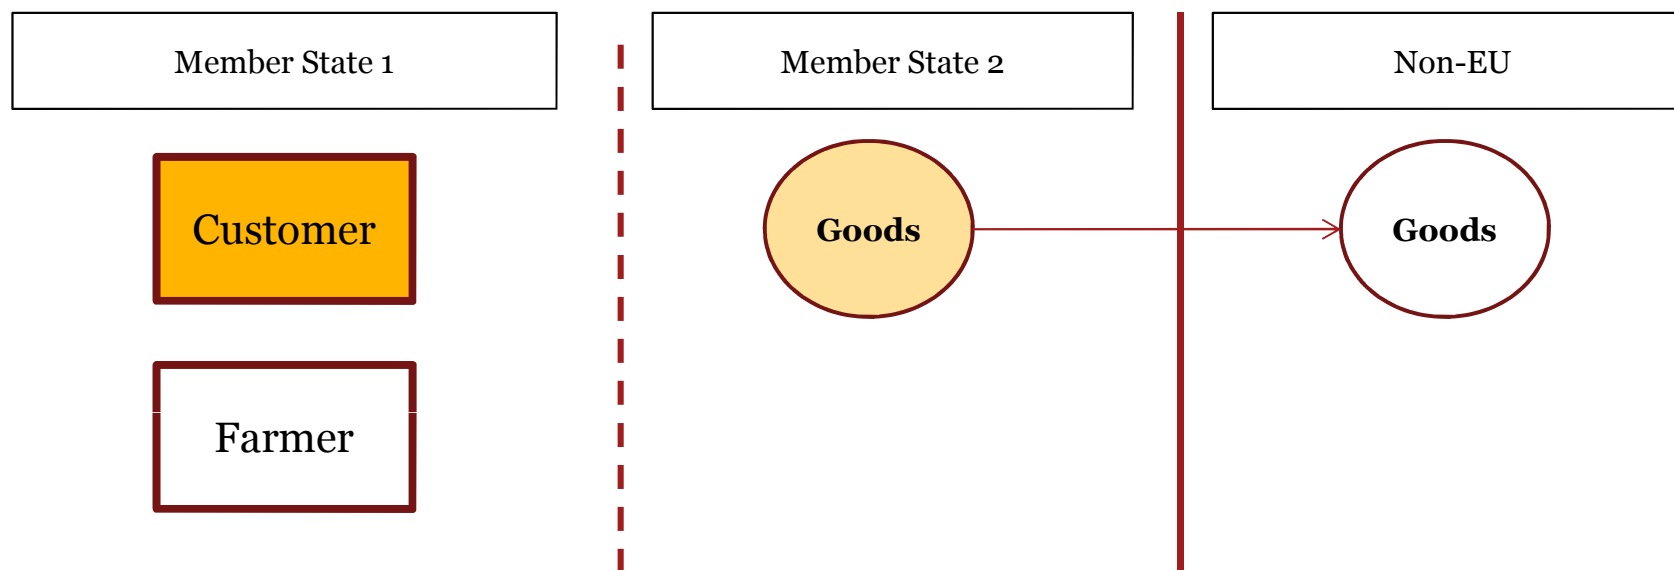 Member State 1
Member State 2
Non-EU
Customer
Goods
Goods
Farmer